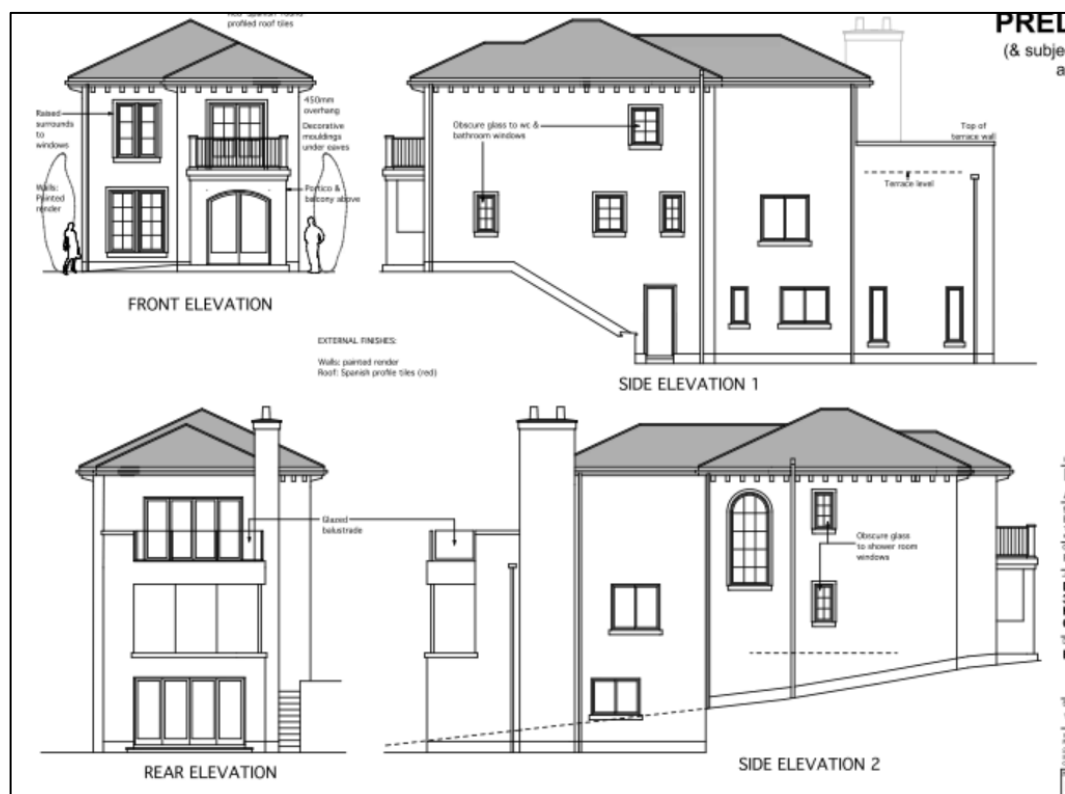 profiled roof tiles
PRED
(& subje
a
Raised
surrounds
to
windows
450mm
overhang
Decorative
mouldings
under eaves
Walls:
Painted
render
Portico &
balcony above
Obscure glass to wc &
bathroom windows
Top of
terrace wall
Terrace level
FRONT ELEVATION
EXTERNAL FINISHES:
Walls: painted render
Roof: Spanish profile tiles (red)
SIDE ELEVATION 1
Glazed
balustrade
Obscure glass
to shower room
windows
REAR ELEVATION
SIDE ELEVATION 2